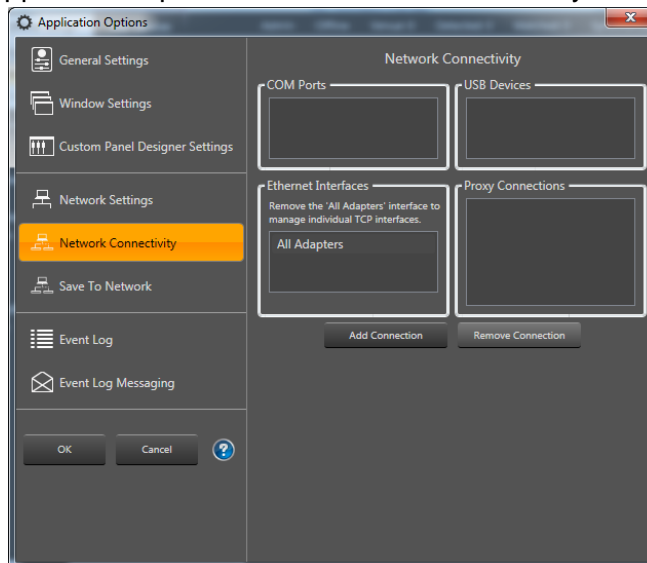 Application Options
General Settings
Window Settings
Custom Panel Designer Settings
Network Settings
Network Connectivity
Save To Network
Event Log
Event Log Messaging
OK
Cancel
?
Network Connectivity
COM Ports
USB Devices
Ethernet Interfaces
Remove the 'All Adapters' interface to
manage individual TCP interfaces.
All Adapters
Proxy Connections
Add Connection
Remove Connection